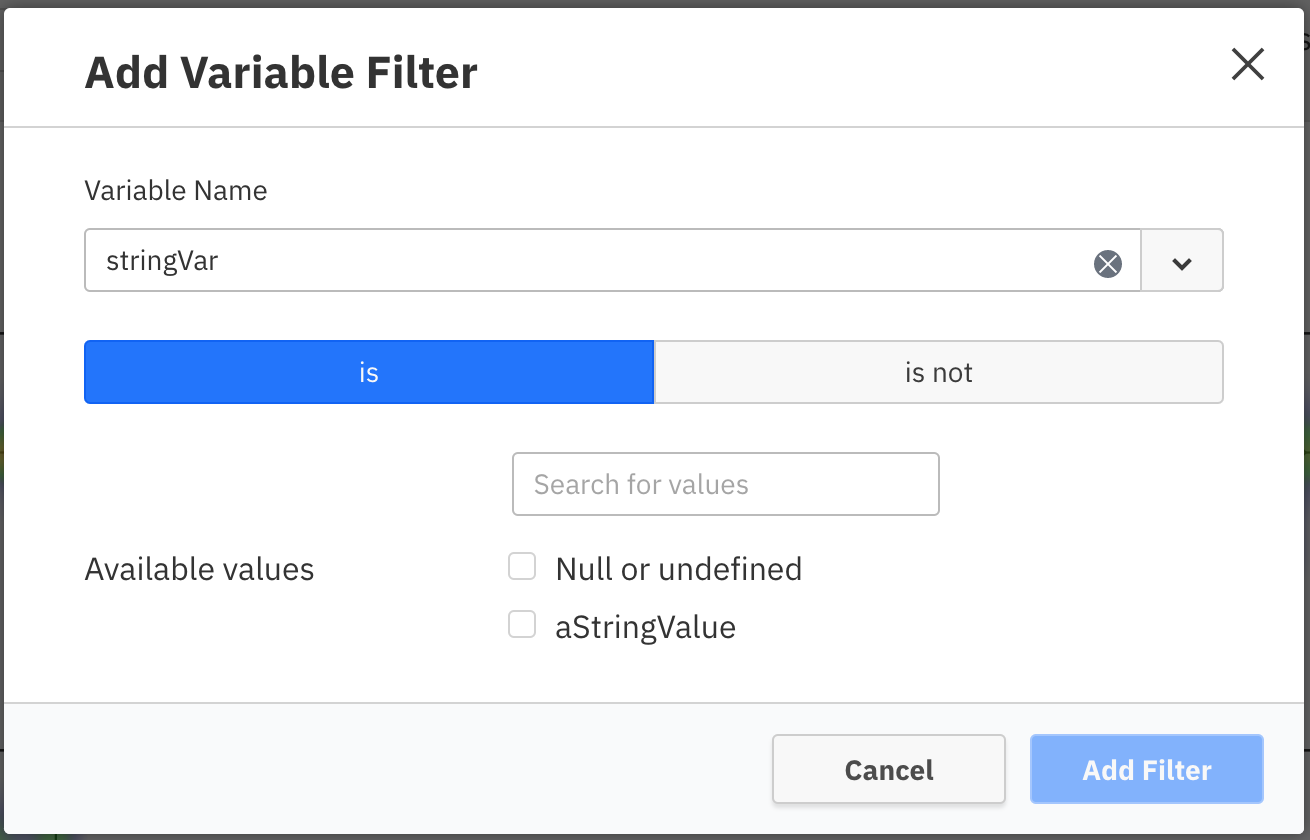 Add Variable Filter
Variable Name
stringVar
is
is not
Search for values
Available values
Null or undefined
aStringValue
Cancel
Add Filter